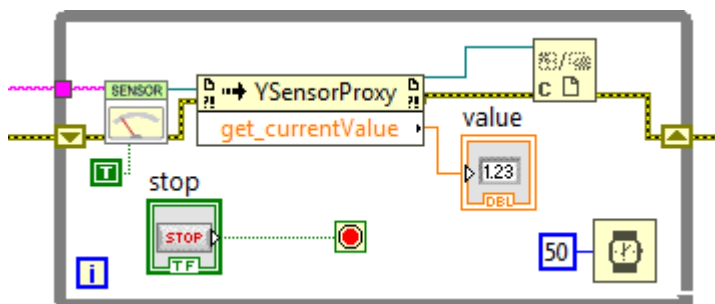 SENSOR
?!
YSensorProxy
?!
C
get_currentValue
value
T
1.23
DBL
stop
STOP
TF
50
i